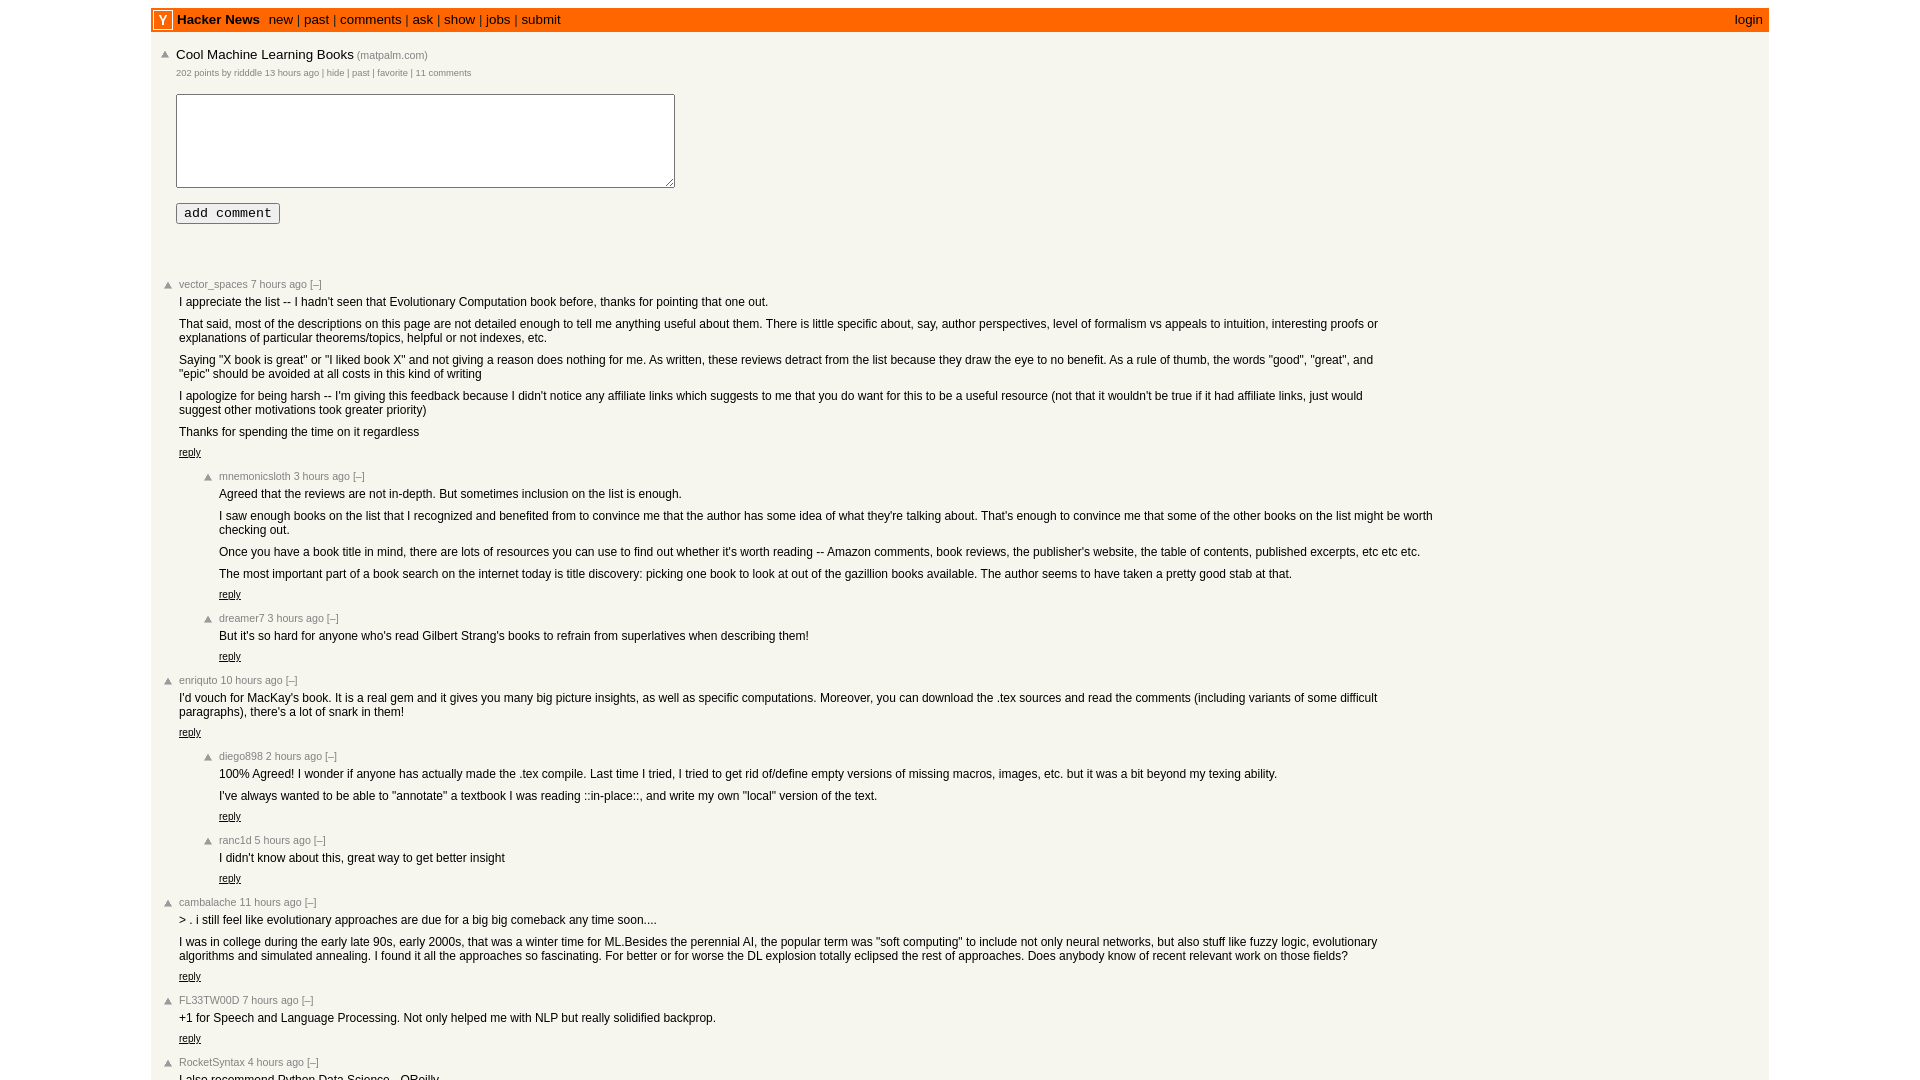 Y Hacker News new | past | comments | ask | show | jobs | submit login
Cool Machine Learning Books (matpalm.com)
202 points by ridddle 13 hours ago | hide | past | favorite | 11 comments
add comment
vector_spaces 7 hours ago [–]
I appreciate the list -- I hadn't seen that Evolutionary Computation book before, thanks for pointing that one out.
That said, most of the descriptions on this page are not detailed enough to tell me anything useful about them. There is little specific about, say, author perspectives, level of formalism vs appeals to intuition, interesting proofs or
explanations of particular theorems/topics, helpful or not indexes, etc.
Saying "X book is great" or "I liked book X" and not giving a reason does nothing for me. As written, these reviews detract from the list because they draw the eye to no benefit. As a rule of thumb, the words "good", "great", and
"epic" should be avoided at all costs in this kind of writing
I apologize for being harsh -- I'm giving this feedback because I didn't notice any affiliate links which suggests to me that you do want for this to be a useful resource (not that it wouldn't be true if it had affiliate links, just would
suggest other motivations took greater priority)
Thanks for spending the time on it regardless
reply
mnemonicsloth 3 hours ago [–]
Agreed that the reviews are not in-depth. But sometimes inclusion on the list is enough.
I saw enough books on the list that I recognized and benefited from to convince me that the author has some idea of what they're talking about. That's enough to convince me that some of the other books on the list might be worth
checking out.
Once you have a book title in mind, there are lots of resources you can use to find out whether it's worth reading -- Amazon comments, book reviews, the publisher's website, the table of contents, published excerpts, etc etc etc.
The most important part of a book search on the internet today is title discovery: picking one book to look at out of the gazillion books available. The author seems to have taken a pretty good stab at that.
reply
dreamer7 3 hours ago [–]
But it's so hard for anyone who's read Gilbert Strang's books to refrain from superlatives when describing them!
reply
enriquto 10 hours ago [–]
I'd vouch for MacKay's book. It is a real gem and it gives you many big picture insights, as well as specific computations. Moreover, you can download the .tex sources and read the comments (including variants of some difficult
paragraphs), there's a lot of snark in them!
reply
diego898 2 hours ago [–]
100% Agreed! I wonder if anyone has actually made the .tex compile. Last time I tried, I tried to get rid of/define empty versions of missing macros, images, etc. but it was a bit beyond my texing ability.
I've always wanted to be able to "annotate" a textbook I was reading ::in-place::, and write my own "local" version of the text.
reply
ranc1d 5 hours ago [–]
I didn't know about this, great way to get better insight
reply
cambalache 11 hours ago [–]
> . i still feel like evolutionary approaches are due for a big big comeback any time soon....
I was in college during the early late 90s, early 2000s, that was a winter time for ML.Besides the perennial AI, the popular term was "soft computing" to include not only neural networks, but also stuff like fuzzy logic, evolutionary
algorithms and simulated annealing. I found it all the approaches so fascinating. For better or for worse the DL explosion totally eclipsed the rest of approaches. Does anybody know of recent relevant work on those fields?
reply
FL33TW00D 7 hours ago [–]
+1 for Speech and Language Processing. Not only helped me with NLP but really solidified backprop.
reply
RocketSyntax 4 hours ago [–]
I also recommend Python Data Science - OReilly